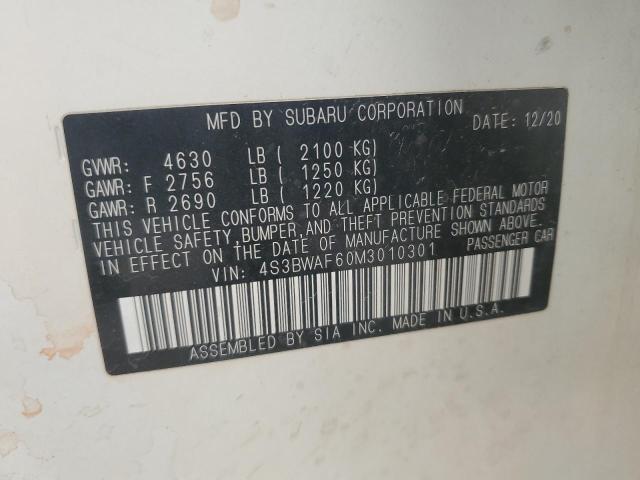 MFD BY SUBARU CORPORATION DATE: 12/20
GVWR: 4630 LB ( 2100 KG)
GAWR: F 2756 LB ( 1250 KG)
GAWR: R 2690 LB ( 1220 KG)
THIS VEHICLE CONFORMS TO ALL APPLICABLE FEDERAL MOTOR
VEHICLE SAFETY, BUMPER, AND THEFT PREVENTION STANDARDS
IN EFFECT ON THE DATE OF MANUFACTURE SHOWN ABOVE.
VIN: 4S3BWAF60M3010301 PASSENGER CAR
ASSEMBLED BY SIA INC. MADE IN U.S.A.